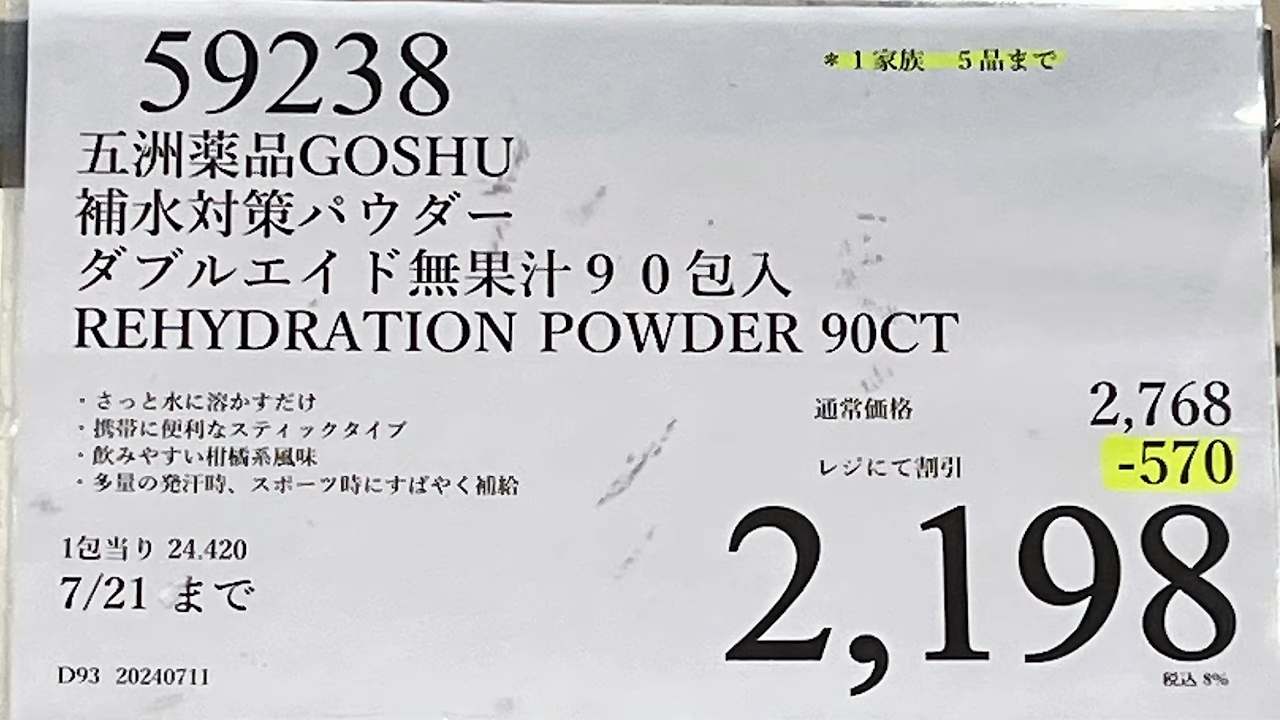 59238
＊１家族　５品まで
五洲薬品GOSHU
補水対策パウダー
ダブルエイド無果汁９０包入
REHYDRATION POWDER 90CT
・さっと水に溶かすだけ
・携帯に便利なスティックタイプ
・飲みやすい柑橘系風味
・多量の発汗時、スポーツ時にすばやく補給
通常価格 2,768
レジにて割引 -570
2,198
税込 8%
1包当り 24.420
7/21 まで
D93 20240711